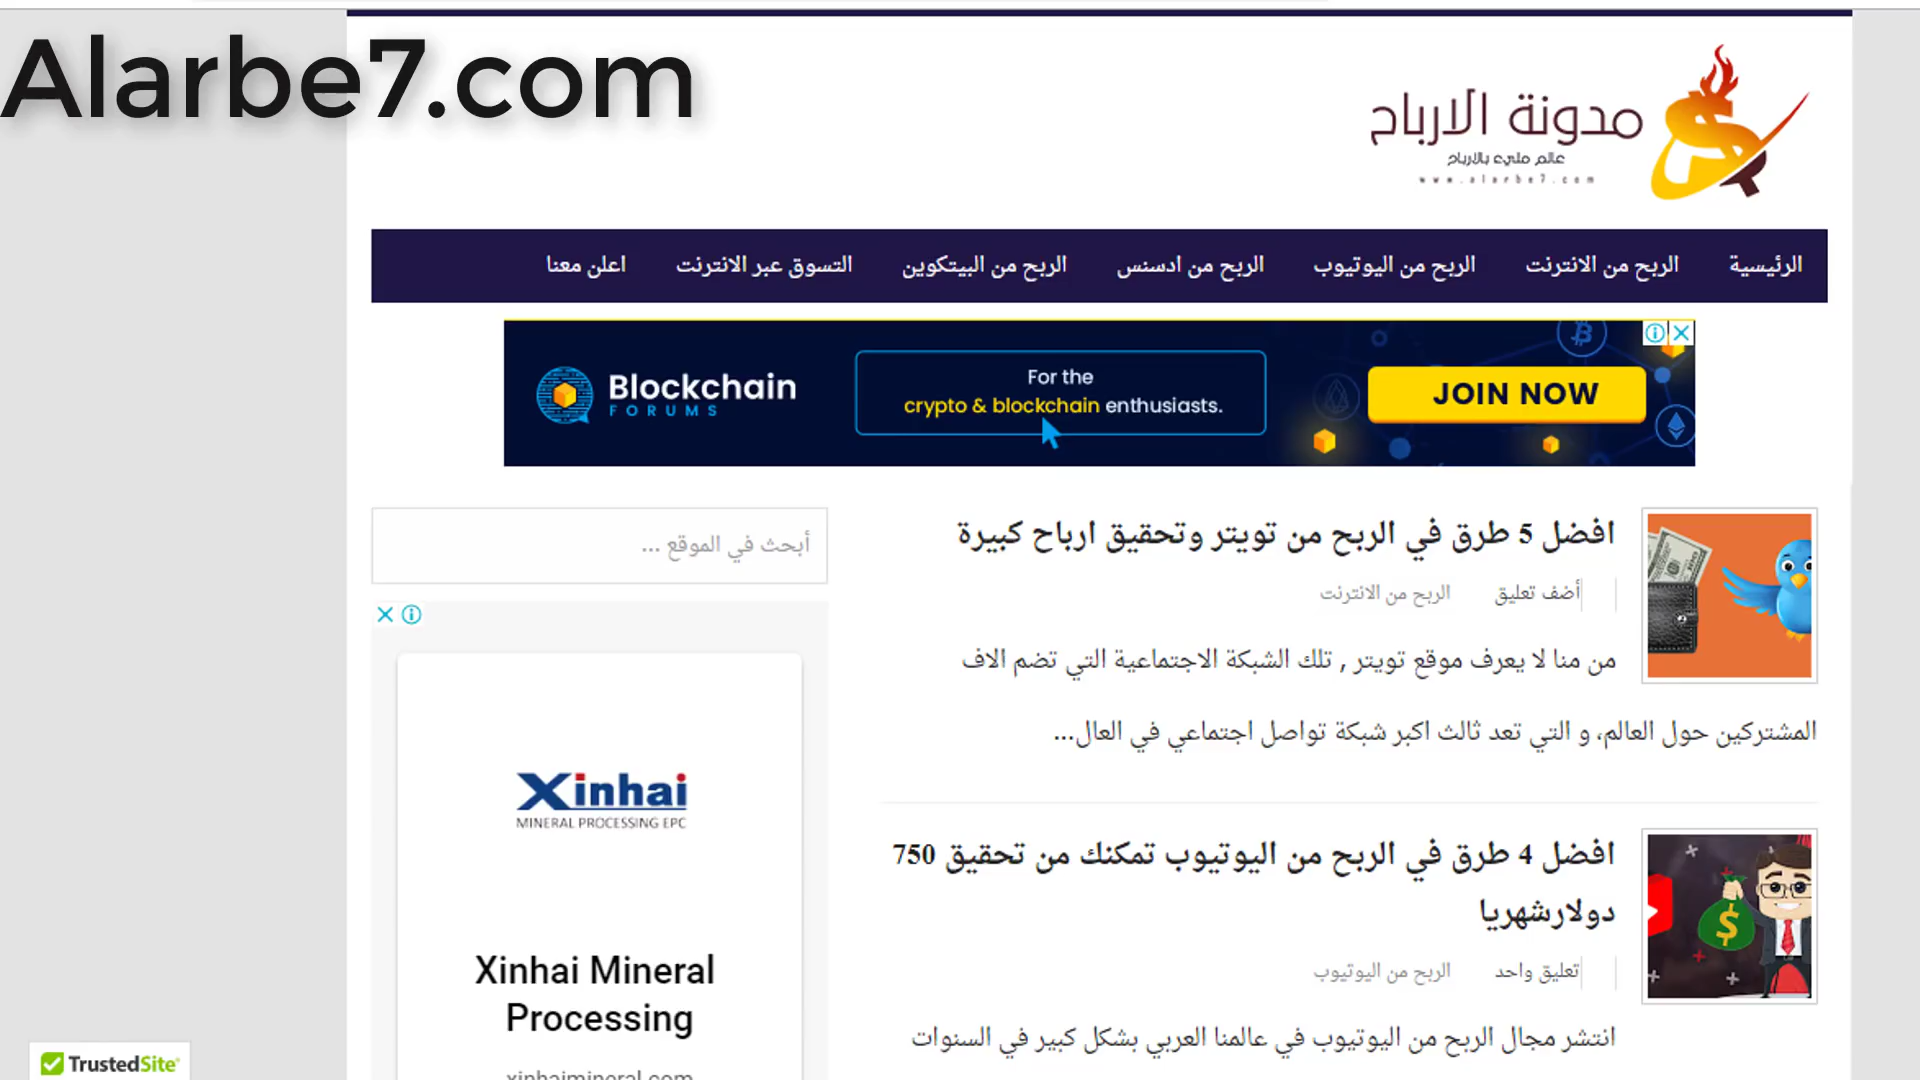 Alarbe7.com
مدونة الارباح
عالم مليء بالارباح
www.alarbe7.com
الرئيسية
الربح من الانترنت
الربح من اليوتيوب
الربح من ادسنس
الربح من البيتكوين
التسوق عبر الانترنت
اعلن معنا
Blockchain
FORUMS
For the
crypto & blockchain enthusiasts.
JOIN NOW
افضل 5 طرق في الربح من تويتر وتحقيق ارباح كبيرة
أضف تعليق
الربح من الانترنت
من منا لا يعرف موقع تويتر , تلك الشبكة الاجتماعية التي تضم الاف
المشتركين حول العالم، و التي تعد ثالث اكبر شبكة تواصل اجتماعي في العال...
افضل 4 طرق في الربح من اليوتيوب تمكنك من تحقيق 750
دولارشهريا
تعليق واحد
الربح من اليوتيوب
انتشر مجال الربح من اليوتيوب في عالمنا العربي بشكل كبير في السنوات
أبحث في الموقع ...
Xinhai
MINERAL PROCESSING EPC
Xinhai Mineral
Processing
xinhaimineral.com
TrustedSite